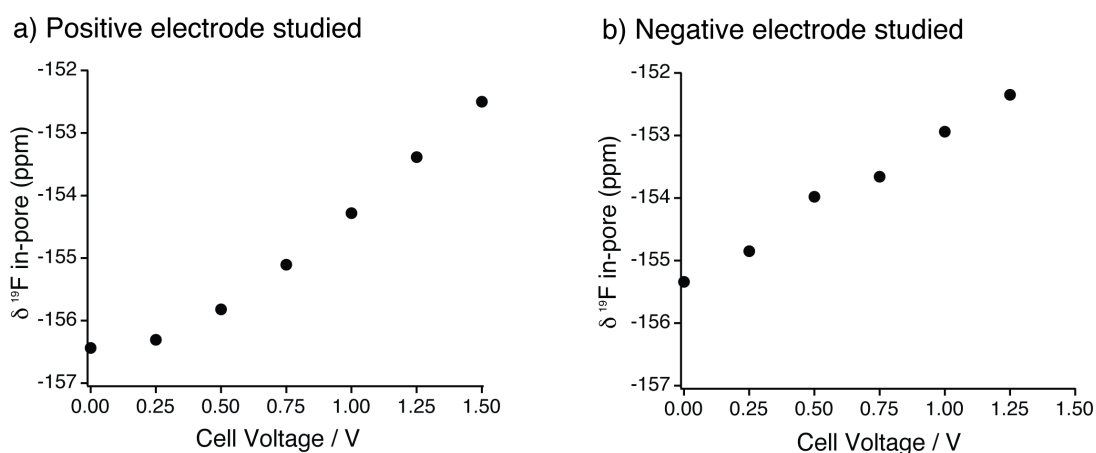 a) Positive electrode studied
-152
-153
-154
-155
-156
-157
δ ¹⁹F in-pore (ppm)
0.00 0.25 0.50 0.75 1.00 1.25 1.50
Cell Voltage / V
b) Negative electrode studied
-152
-153
-154
-155
-156
-157
δ ¹⁹F in-pore (ppm)
0.00 0.25 0.50 0.75 1.00 1.25 1.50
Cell Voltage / V